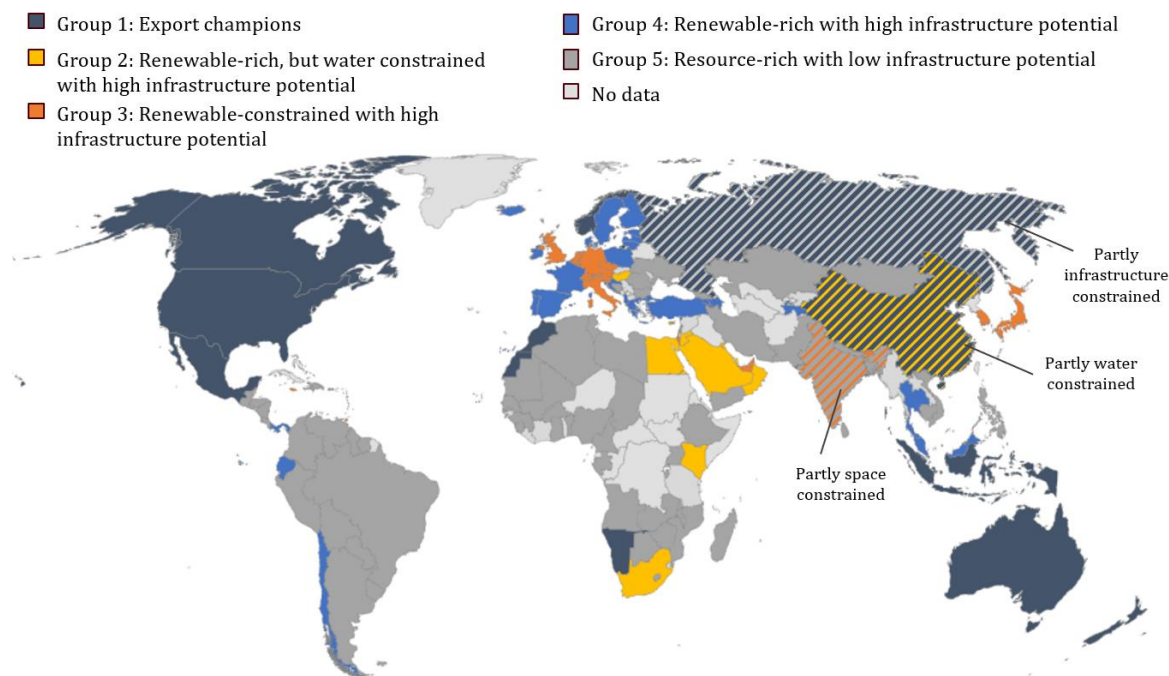 Group 1: Export champions
Group 2: Renewable-rich, but water constrained
with high infrastructure potential
Group 3: Renewable-constrained with high
infrastructure potential
Group 4: Renewable-rich with high infrastructure potential
Group 5: Resource-rich with low infrastructure potential
No data
Partly
infrastructure
constrained
Partly water
constrained
Partly space
constrained